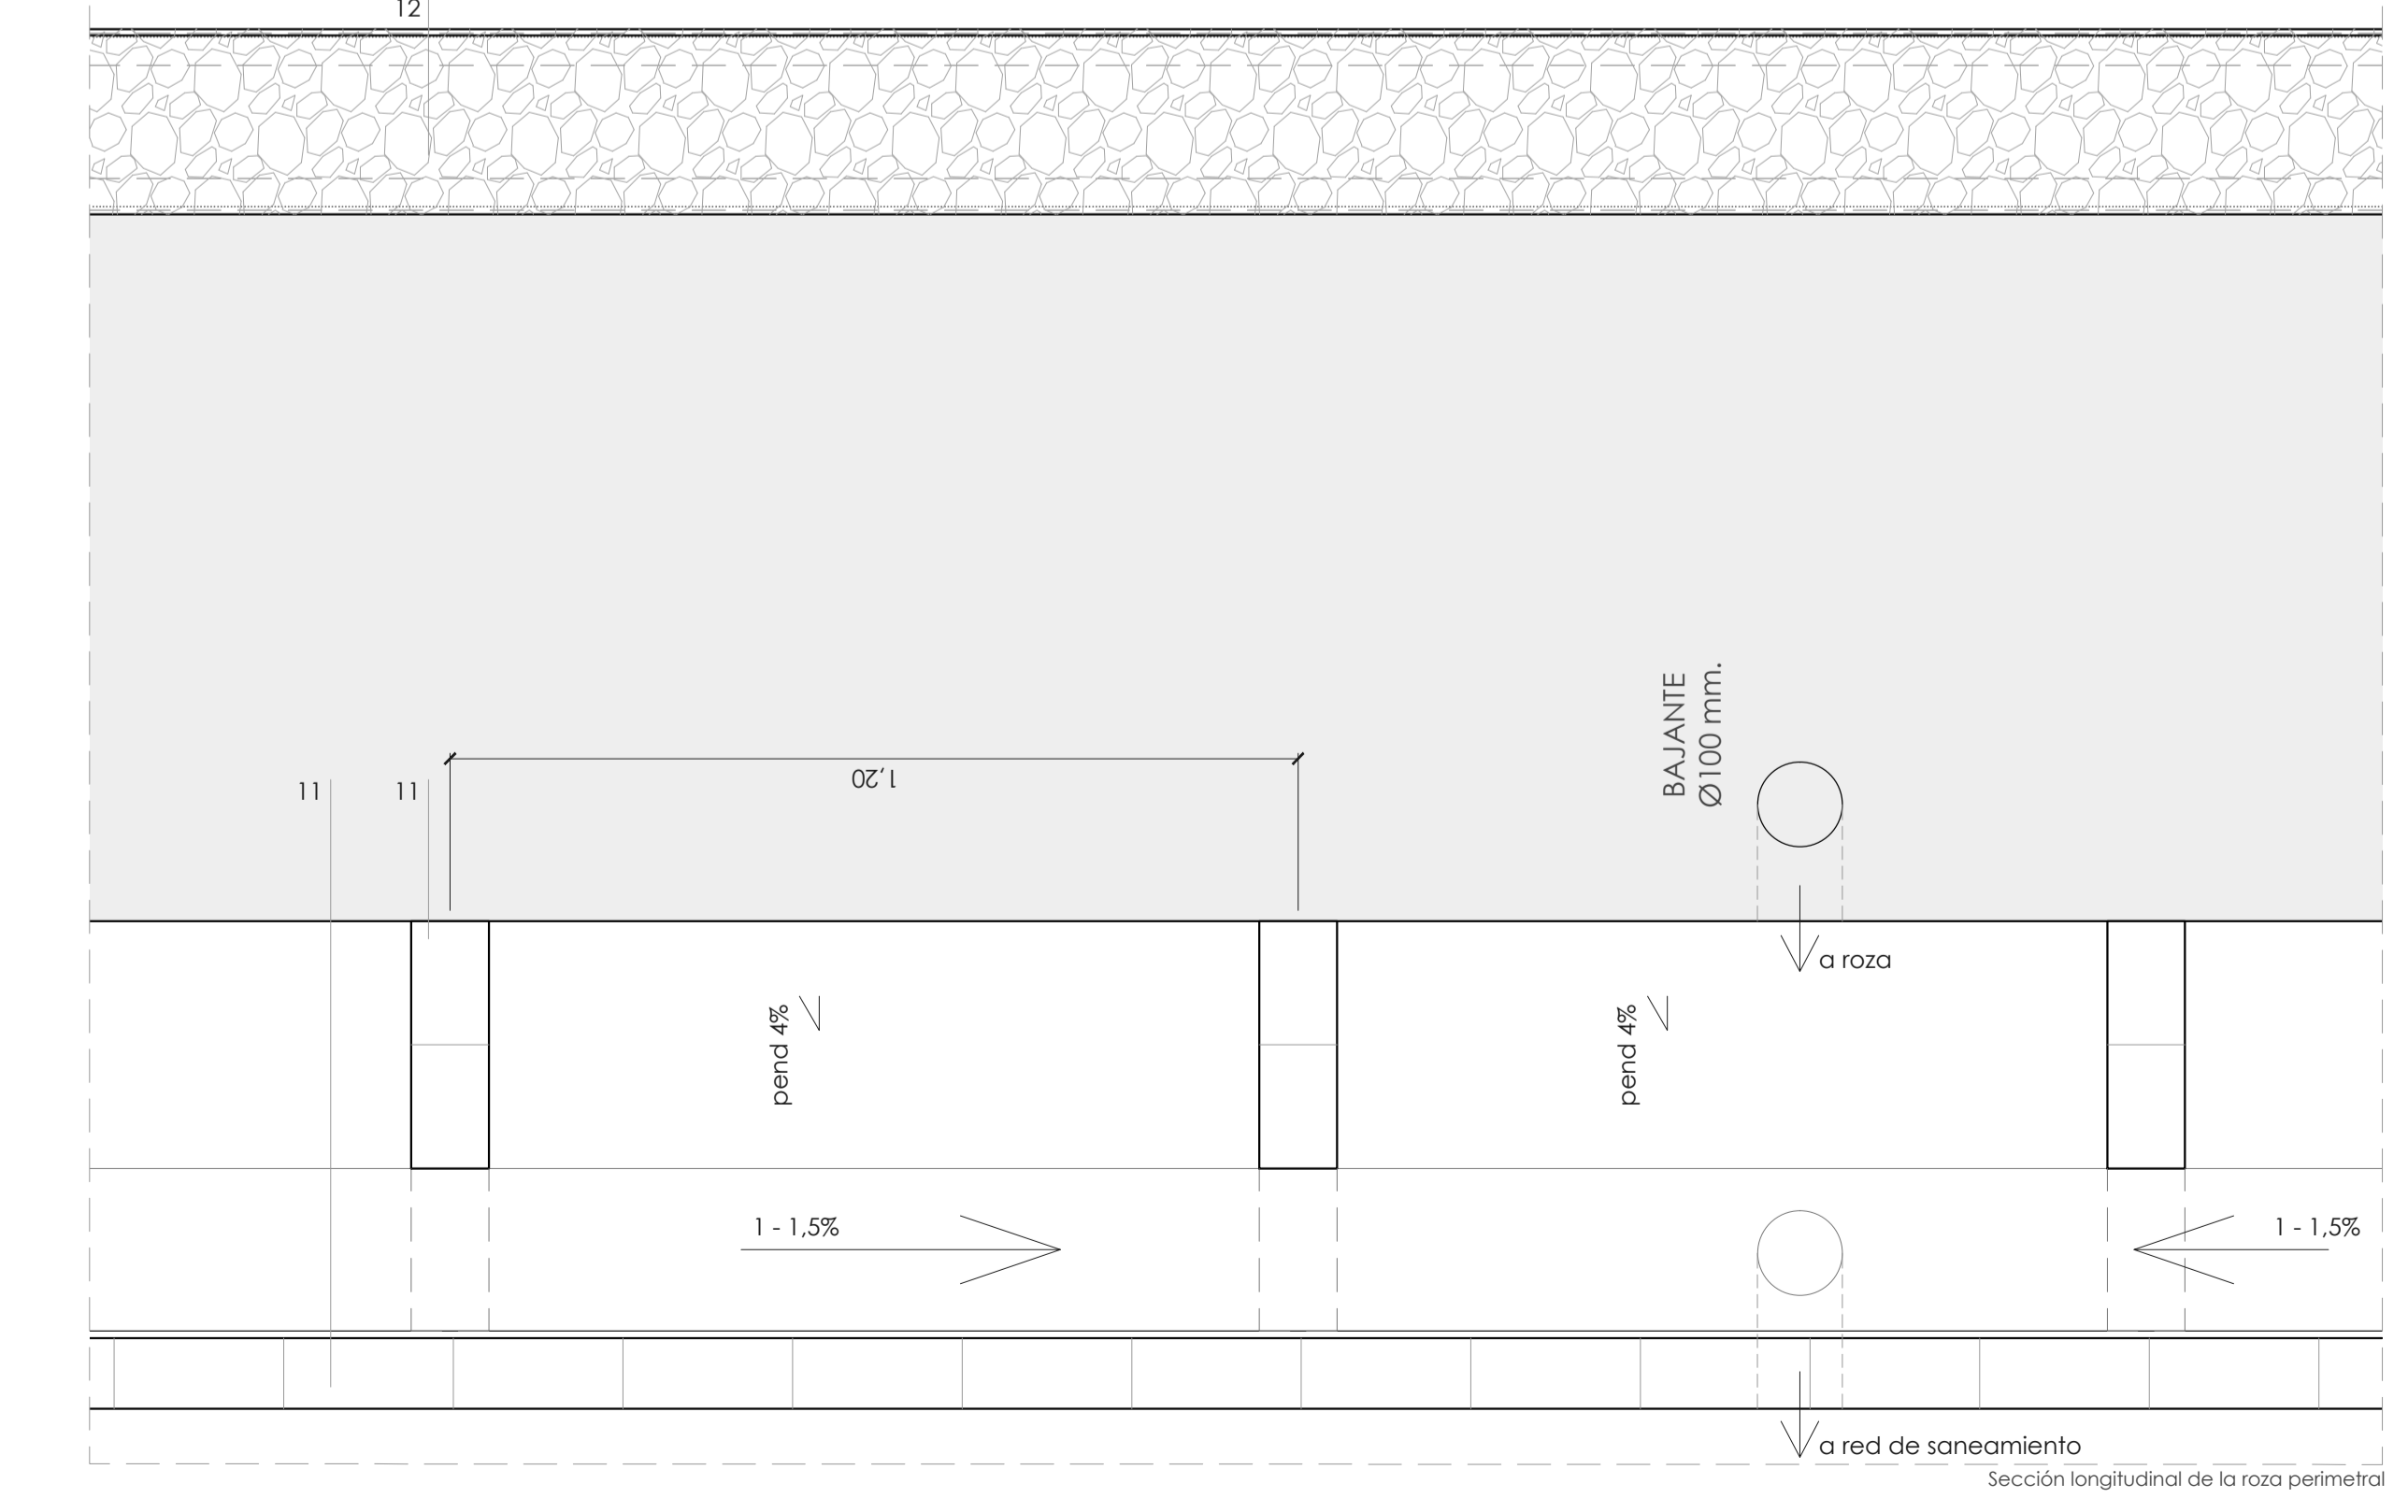 12
BAJANTE
Ø100 mm.
1,20
11
11
a roza
pend 4%
pend 4%
1 - 1,5%
1 - 1,5%
a red de saneamiento
Sección longitudinal de la roza perimetral